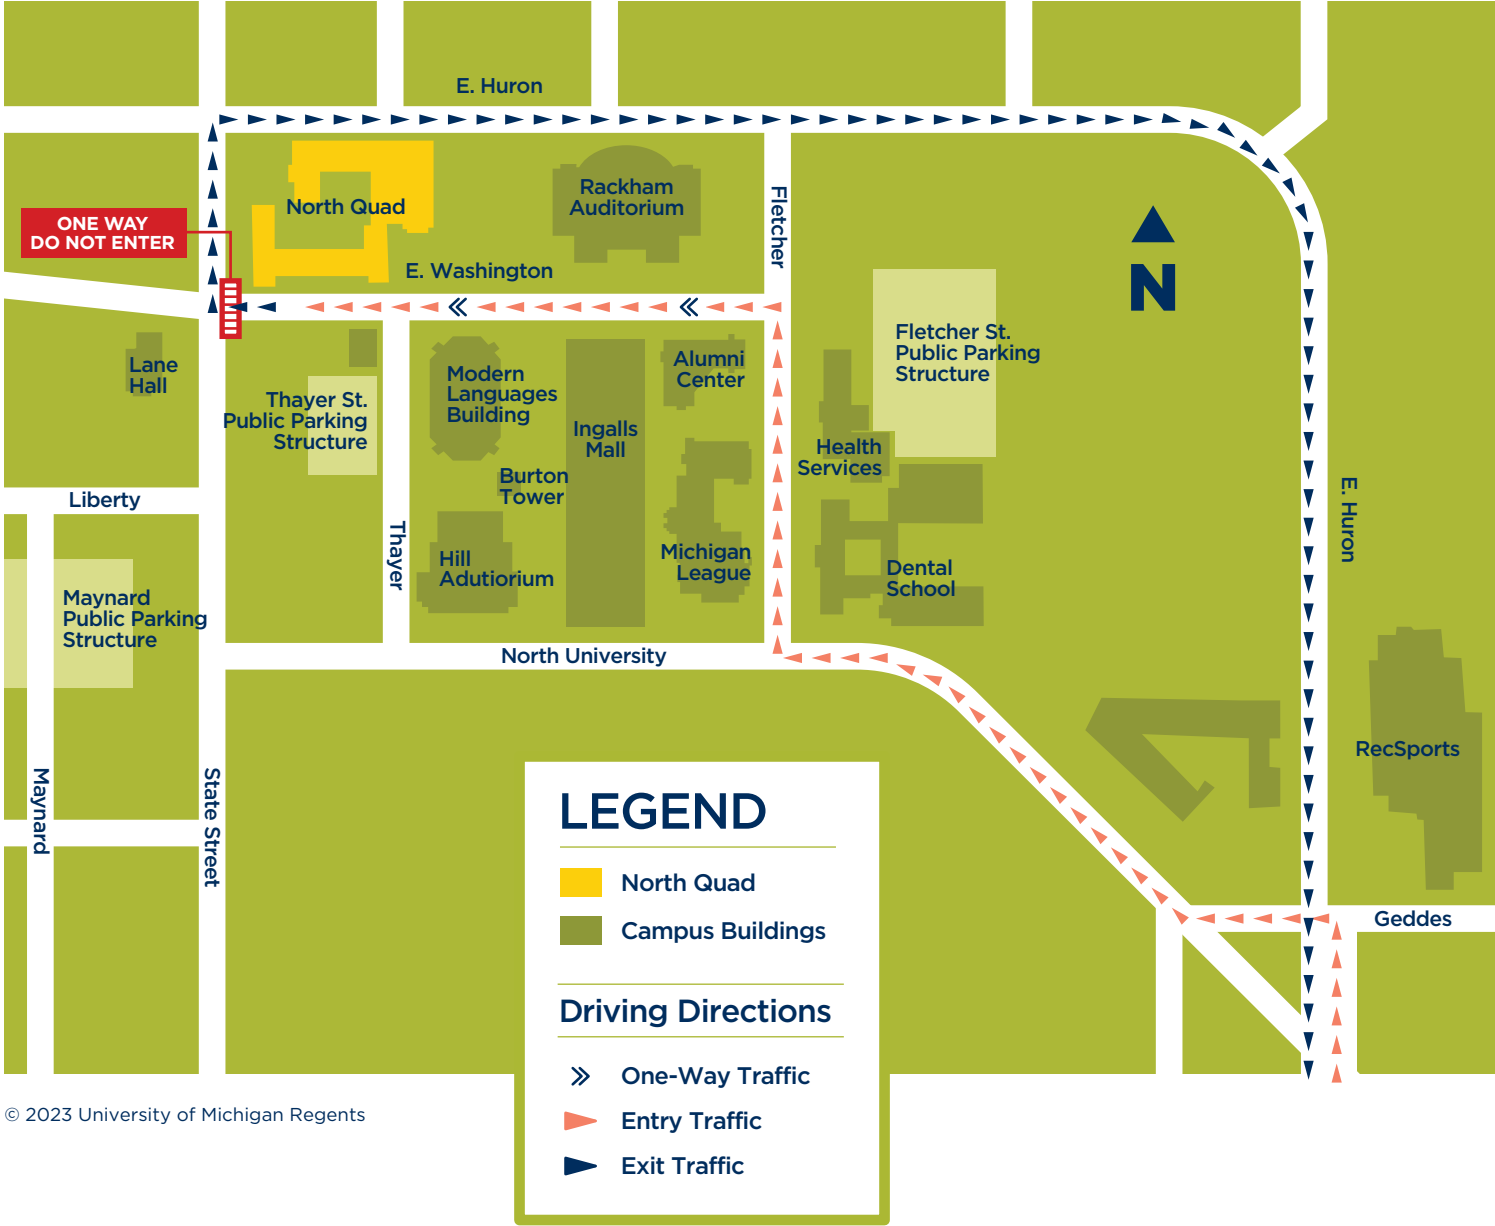 E. Huron
ONE WAY
DO NOT ENTER
North Quad
Rackham
Auditorium
Fletcher
E. Washington
N
Lane
Hall
Thayer St.
Public Parking
Structure
Modern
Languages
Building
Ingalls
Mall
Alumni
Center
Fletcher St.
Public Parking
Structure
Health
Services
Burton
Tower
Liberty
Thayer
Hill
Adutiorium
Michigan
League
Dental
School
E. Huron
Maynard
Public Parking
Structure
North University
RecSports
Maynard
State Street
Geddes
LEGEND
North Quad
Campus Buildings
Driving Directions
One-Way Traffic
Entry Traffic
Exit Traffic
© 2023 University of Michigan Regents